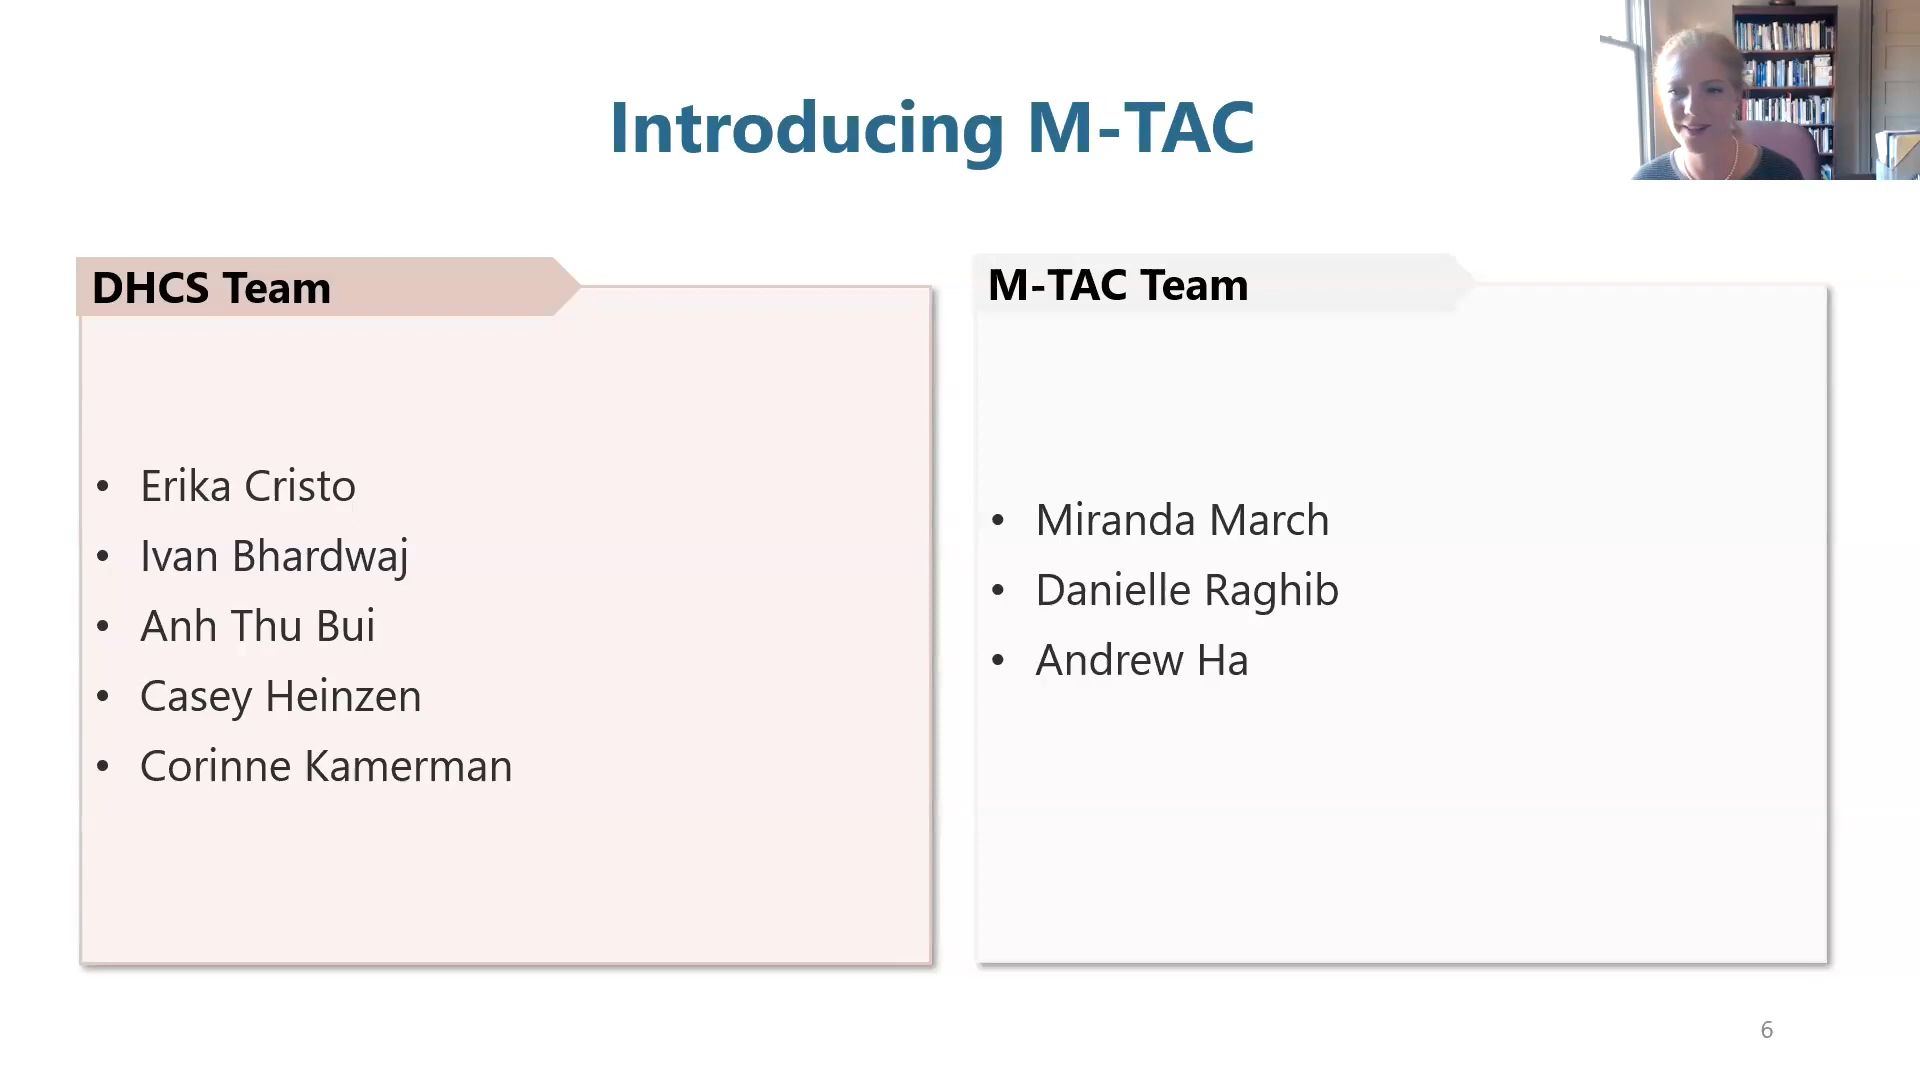 Introducing M-TAC
DHCS Team
• Erika Cristo
• Ivan Bhardwaj
• Anh Thu Bui
• Casey Heinzen
• Corinne Kamerman
M-TAC Team
• Miranda March
• Danielle Raghib
• Andrew Ha
6